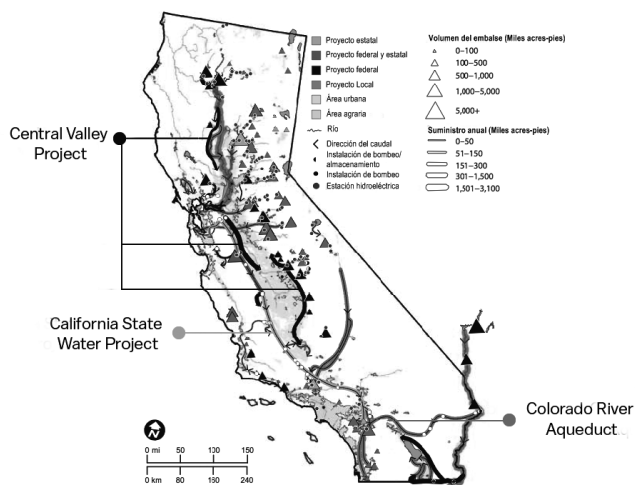 Proyecto estatal
Proyecto federal y estatal
Proyecto federal
Proyecto Local
Área urbana
Área agraria
Río
Dirección del caudal
Instalación de bombeo/
almacenamiento
Instalación de bombeo
Estación hidroeléctrica
Volumen del embalse (Miles acres-pies)
0–100
100–500
500–1,000
1,000–5,000
5,000+
Suministro anual (Miles acres-pies)
0–50
51–150
151–300
301–1,500
1,501–3,100
Central Valley
Project
California State
Water Project
Colorado River
Aqueduct
N
0 mi 50 100 150
0 km 80 160 240